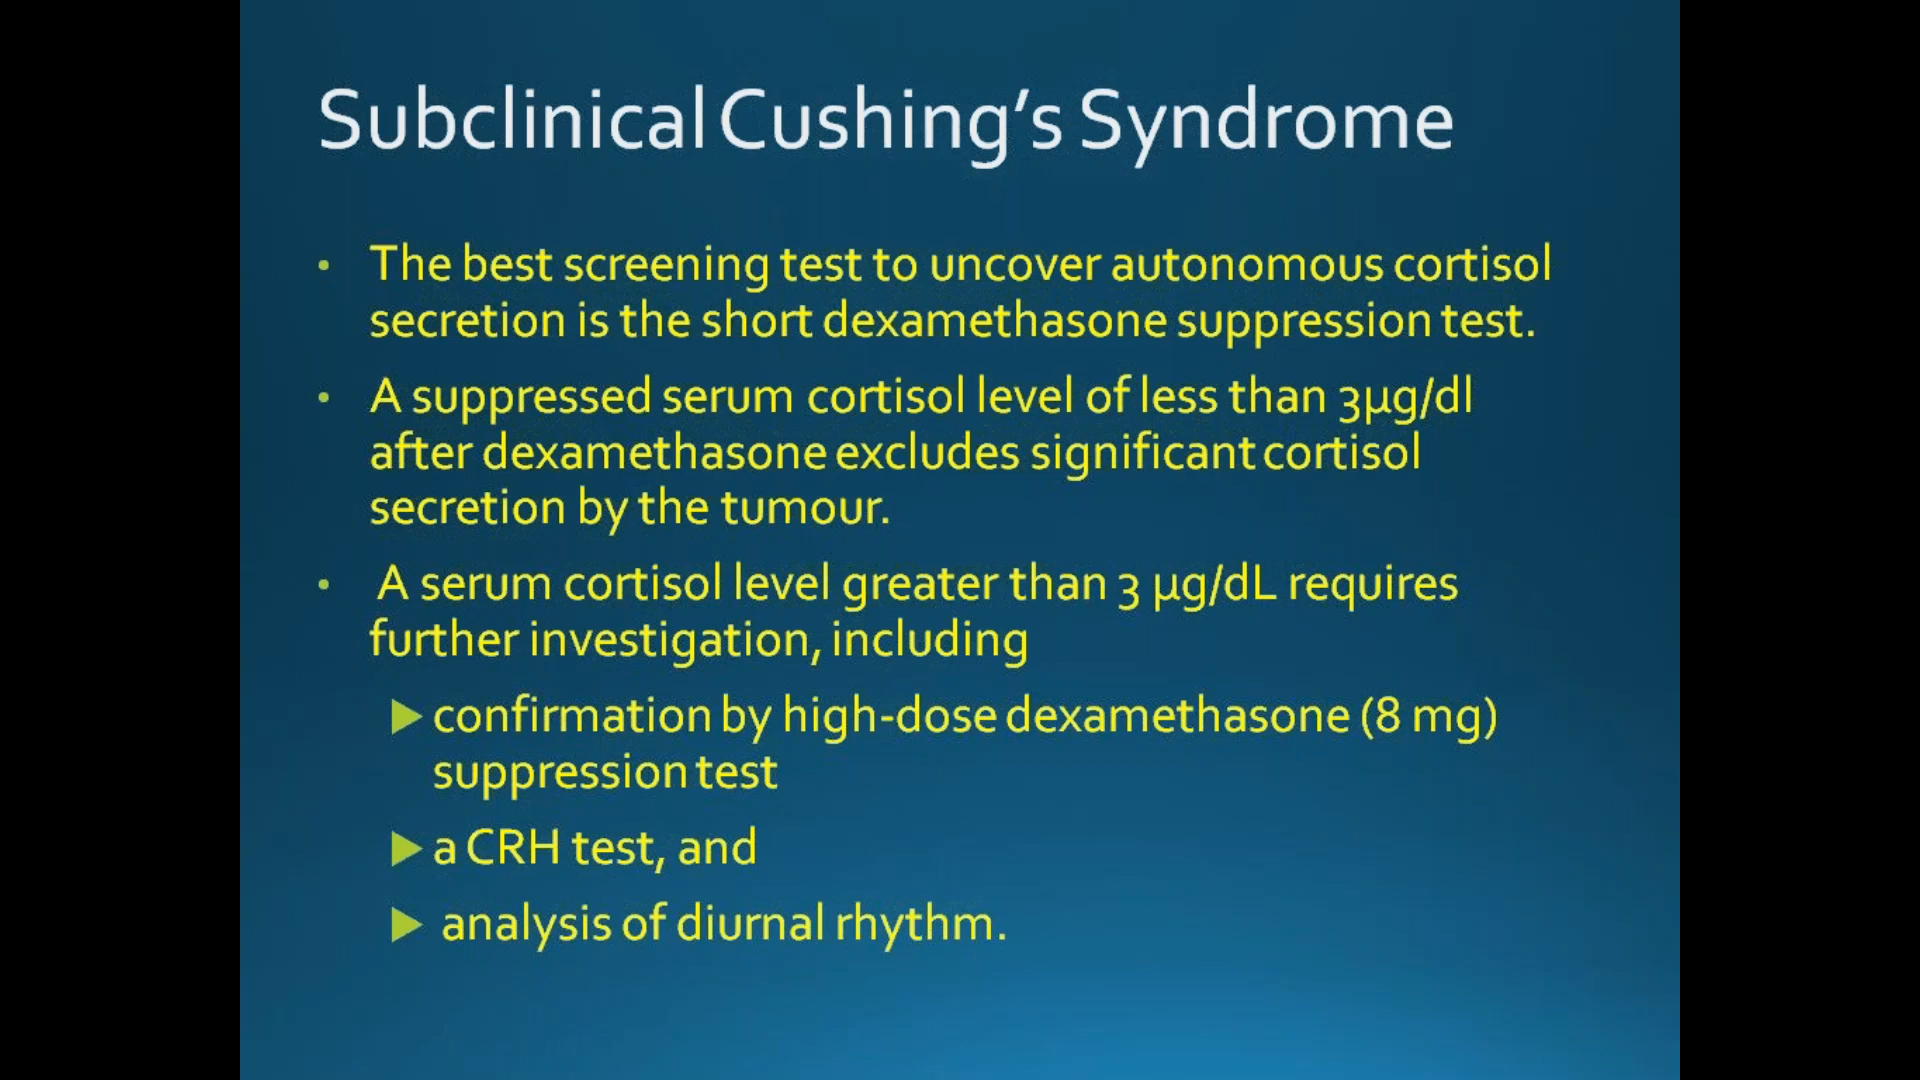 Subclinical Cushing’s Syndrome
• The best screening test to uncover autonomous cortisol
secretion is the short dexamethasone suppression test.
• A suppressed serum cortisol level of less than 3µg/dl
after dexamethasone excludes significant cortisol
secretion by the tumour.
• A serum cortisol level greater than 3 µg/dL requires
further investigation, including
▶ confirmation by high-dose dexamethasone (8 mg)
suppression test
▶ a CRH test, and
▶ analysis of diurnal rhythm.